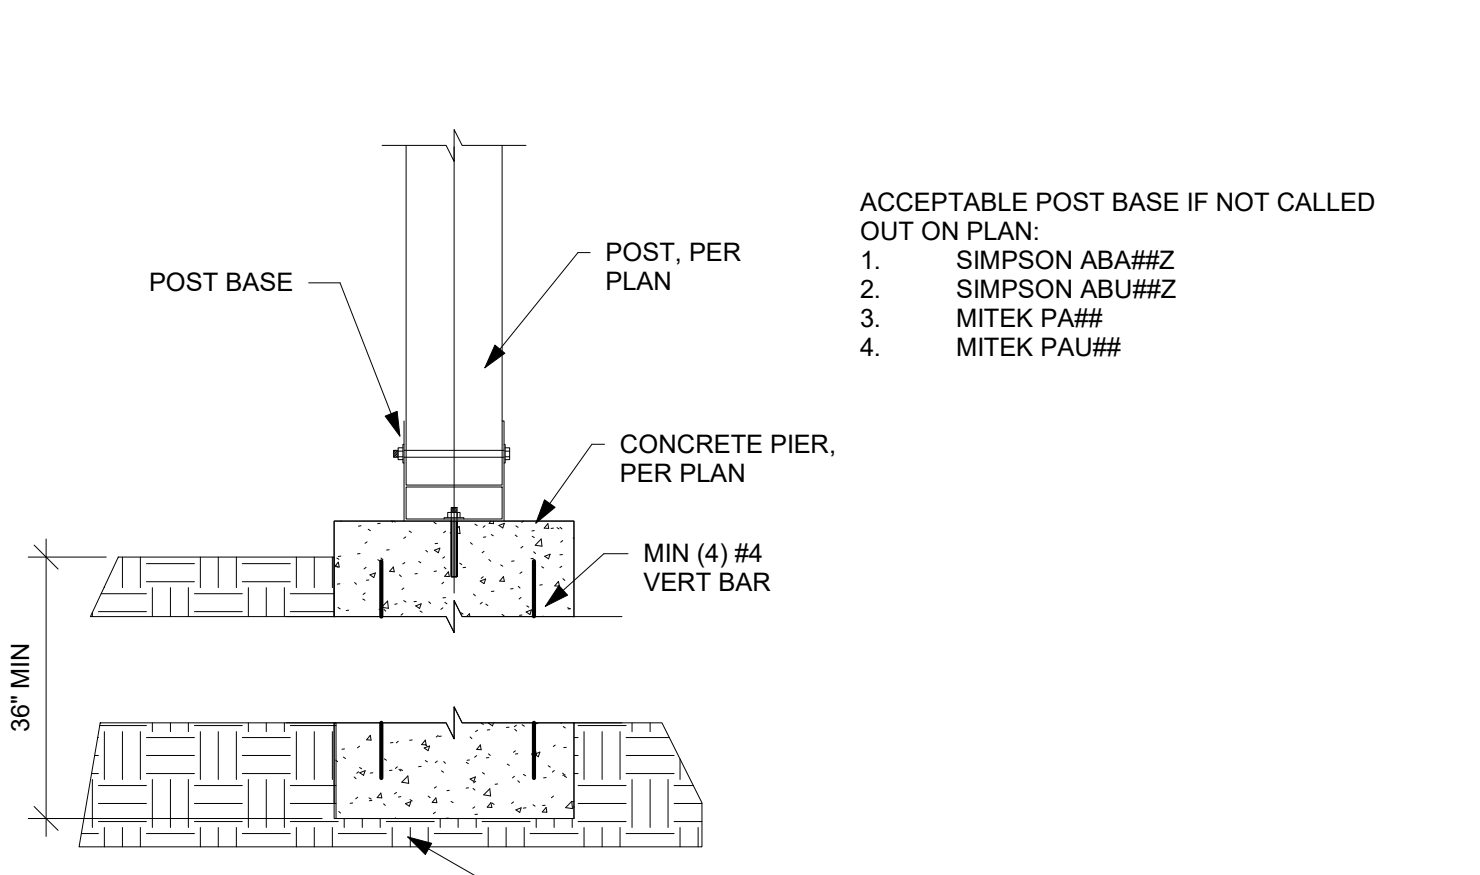 ACCEPTABLE POST BASE IF NOT CALLED
OUT ON PLAN:
1. SIMPSON ABA##Z
2. SIMPSON ABU##Z
3. MITEK PA##
4. MITEK PAU##
POST, PER
PLAN
POST BASE
CONCRETE PIER,
PER PLAN
MIN (4) #4
VERT BAR
36" MIN